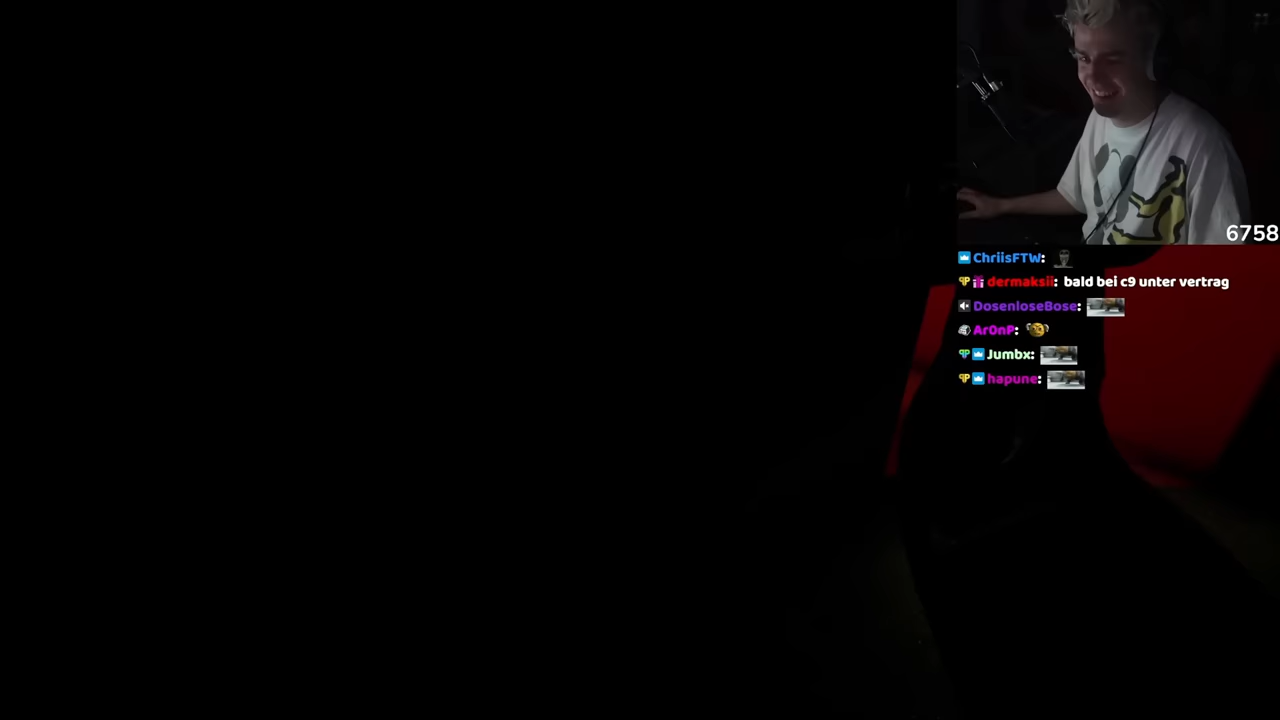 6758
ChriisFTW:
dermaksii: bald bei c9 unter vertrag
DosenloseBose:
Ar0nP:
Jumbx:
hapune: